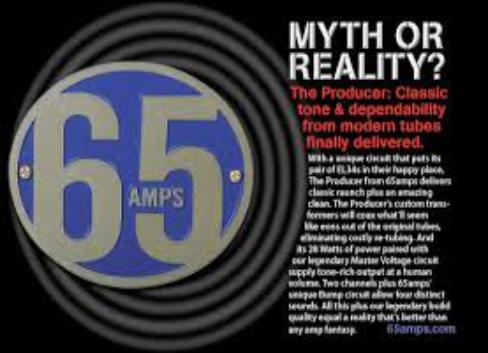 65
AMPS
MYTH OR
REALITY?
The Producer: Classic
tone & dependability
from modern tubes
finally delivered.
With a unique circuit that puts its
pair of EL34s in their happy place,
The Producer from 65amps delivers
classic raunch plus an amazing
clean. The Producer's custom trans-
formers will coax what'll seem
like eons out of the original tubes,
eliminating costly re-tubing. And
its 28 Watts of power paired with
our legendary Master Voltage circuit
supply tone-rich output at a human
volume. Two channels plus 65amps'
unique Bump circuit allow four distinct
sounds. All this plus our legendary build
quality equal a reality that's better than
any amp fantasy. 65amps.com